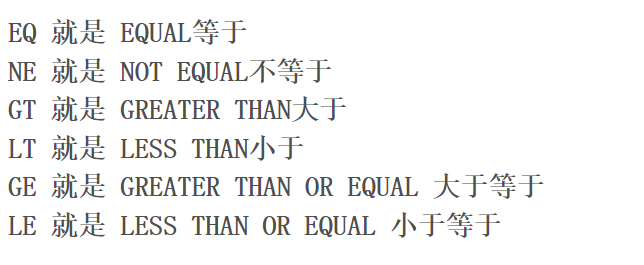 EQ 就是 EQUAL等于
NE 就是 NOT EQUAL不等于
GT 就是 GREATER THAN大于
LT 就是 LESS THAN小于
GE 就是 GREATER THAN OR EQUAL 大于等于
LE 就是 LESS THAN OR EQUAL 小于等于